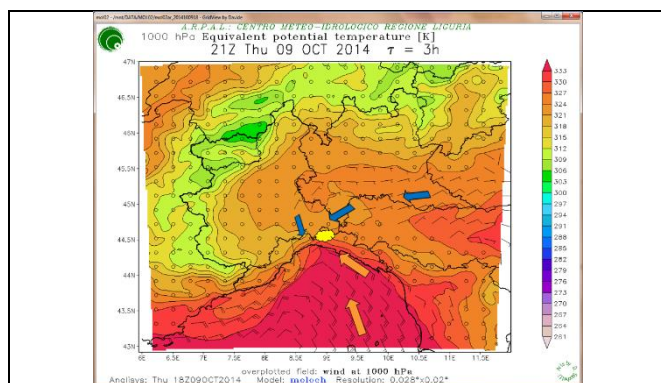 A.R.P.A.L.: CENTRO METEO-IDROLOGICO REGIONE LIGURIA
1000 hPa Equivalent potential temperature [K]
21Z Thu 09 OCT 2014 τ = 3h
47N
46.5N
46N
45.5N
45N
44.5N
44N
43.5N
43N
6E 6.5E 7E 7.5E 8E 8.5E 9E 9.5E 10E 10.5E 11E 11.5E
333
330
327
324
321
318
315
312
309
306
303
300
297
294
291
288
285
282
279
276
273
270
267
264
261
overplotted field: wind at 1000 hPa
Analisys: Thu 18Z09OCT2014 Model: moloch Resolution: 0.028°x0.02°